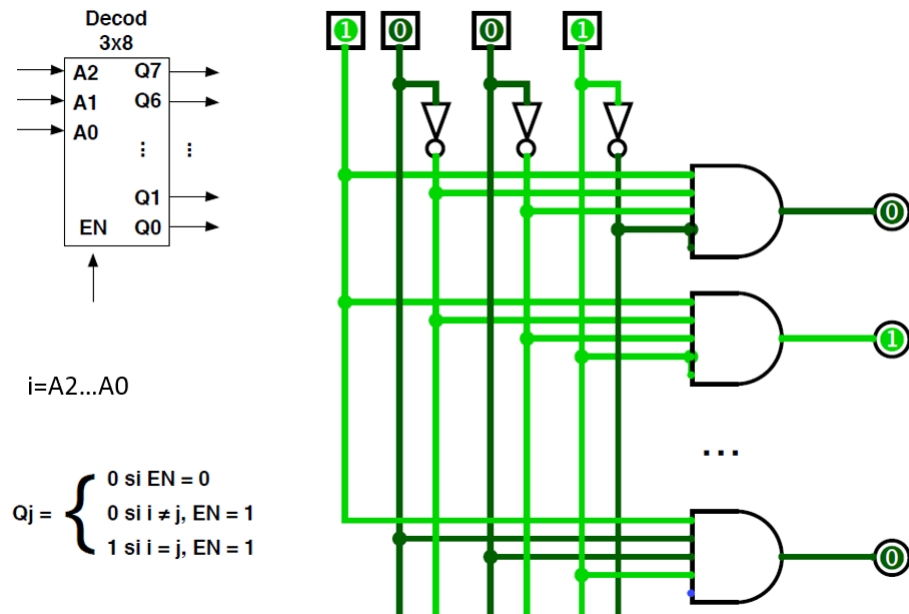 Decod
3x8
A2 Q7
A1 Q6
A0
... ...
Q1
EN Q0
i=A2...A0
Qj = {
0 si EN = 0
0 si i ≠ j, EN = 1
1 si i = j, EN = 1
1 0 0 1
0
1
...
0